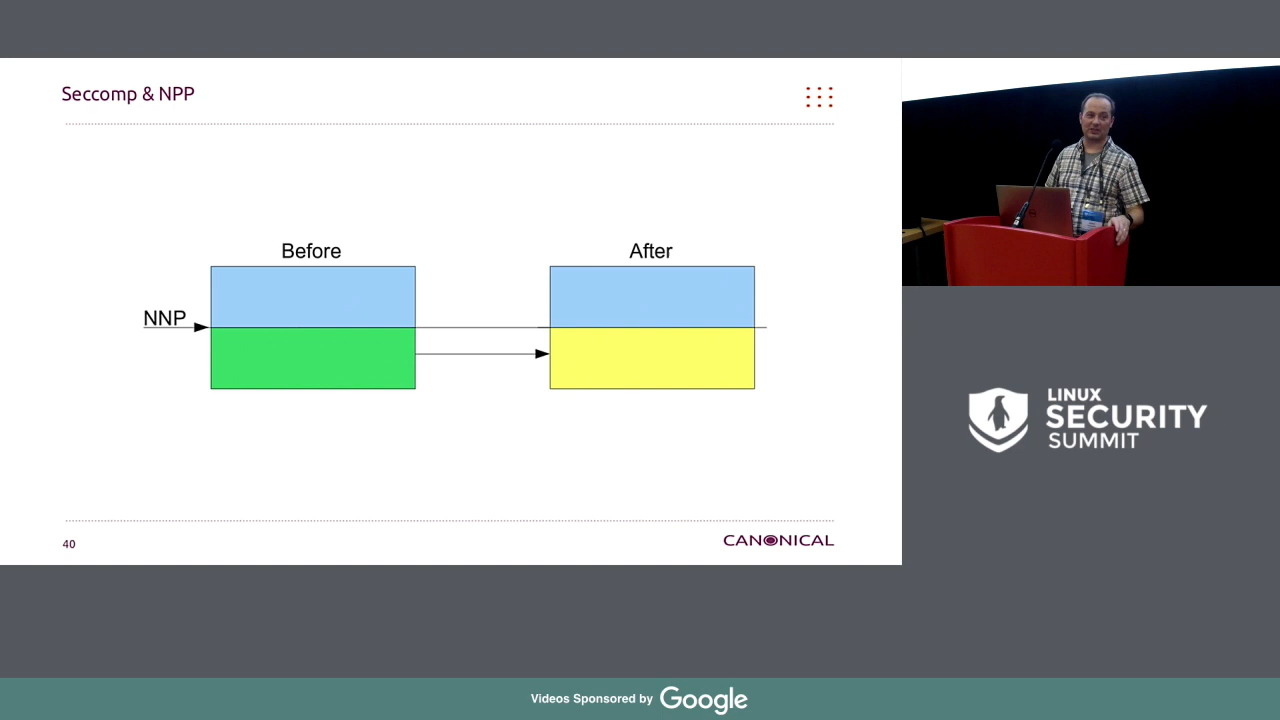 Seccomp & NPP
Before
After
NNP
40
CANONICAL
LINUX
SECURITY
SUMMIT
Videos Sponsored by Google